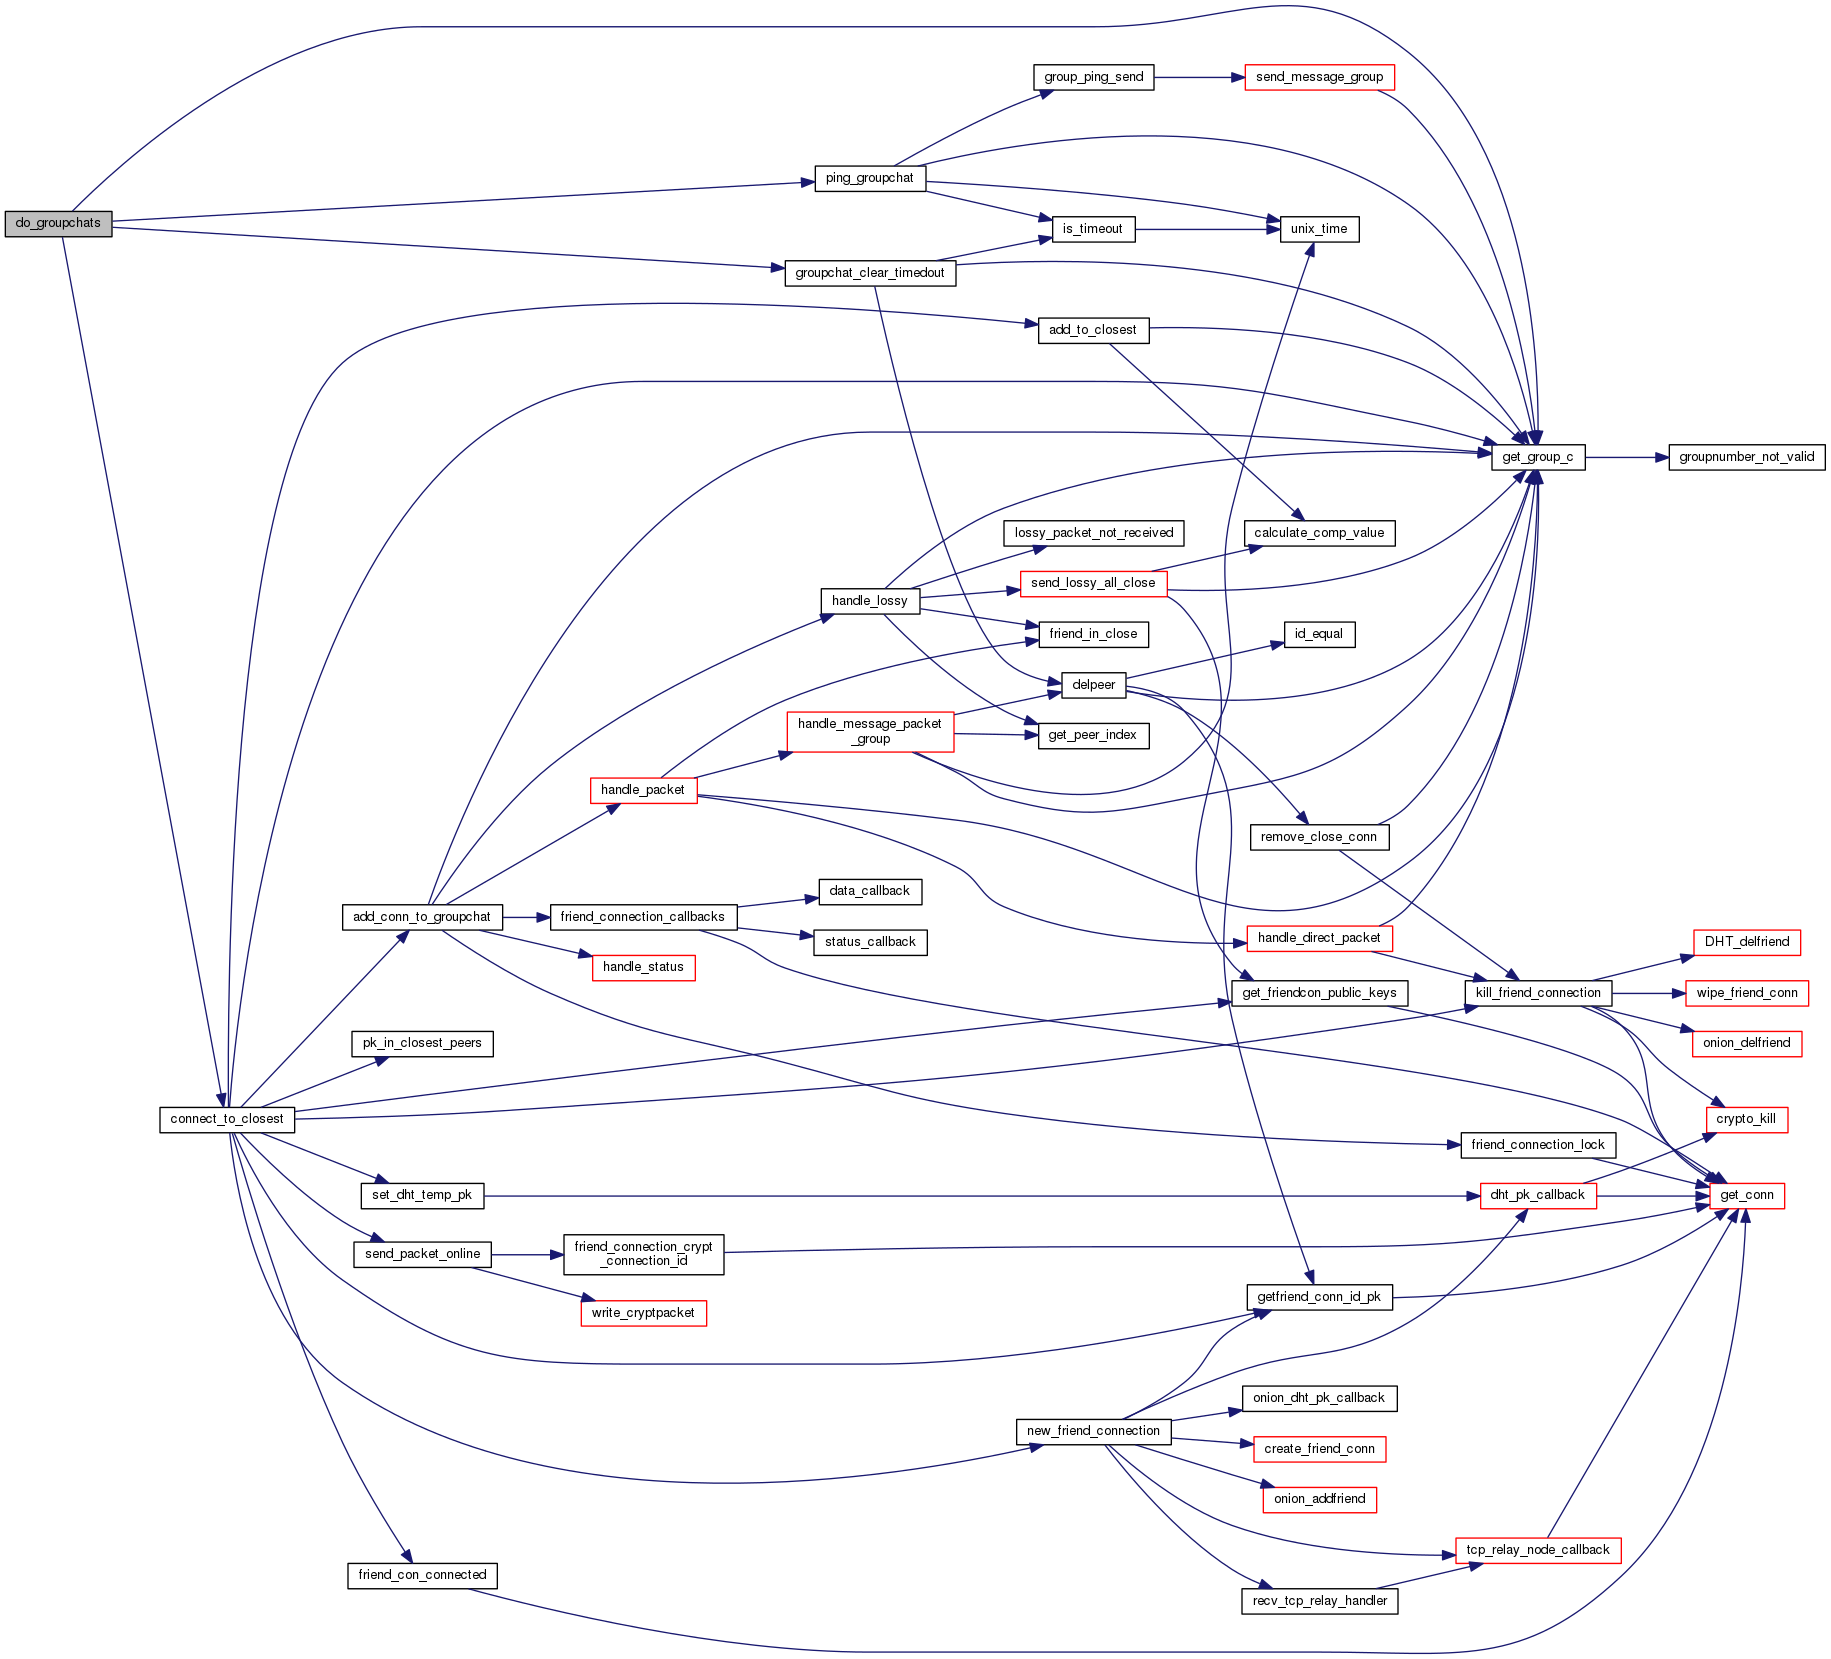 group_ping_send
send_message_group
ping_groupchat
do_groupchats
is_timeout
unix_time
groupchat_clear_timedout
add_to_closest
get_group_c
groupnumber_not_valid
lossy_packet_not_received
calculate_comp_value
send_lossy_all_close
handle_lossy
friend_in_close
id_equal
delpeer
handle_message_packet
_group
get_peer_index
handle_packet
remove_close_conn
data_callback
add_conn_to_groupchat
friend_connection_callbacks
status_callback
handle_direct_packet
DHT_delfriend
handle_status
get_friendcon_public_keys
kill_friend_connection
wipe_friend_conn
pk_in_closest_peers
onion_delfriend
connect_to_closest
crypto_kill
friend_connection_lock
set_dht_temp_pk
dht_pk_callback
get_conn
send_packet_online
friend_connection_crypt
_connection_id
getfriend_conn_id_pk
write_cryptpacket
onion_dht_pk_callback
new_friend_connection
create_friend_conn
onion_addfriend
tcp_relay_node_callback
friend_con_connected
recv_tcp_relay_handler